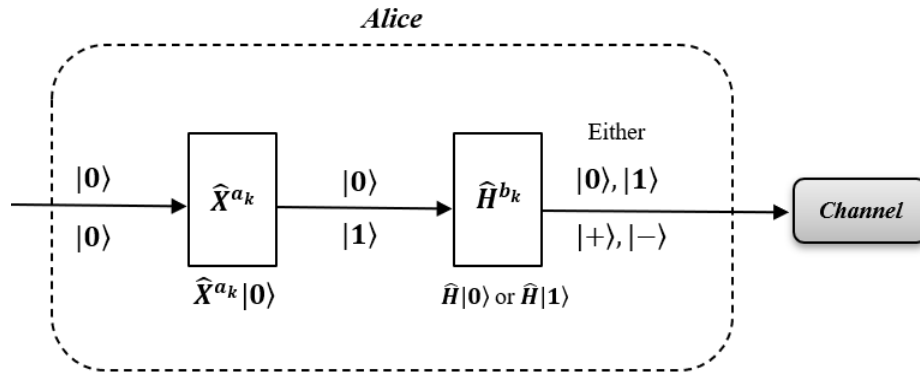 Alice
Either
|0⟩
|0⟩
X̂^{a_k}
|0⟩
|1⟩
Ĥ^{b_k}
|0⟩, |1⟩
|+⟩, |−⟩
Channel
X̂^{a_k}|0⟩
Ĥ|0⟩ or Ĥ|1⟩